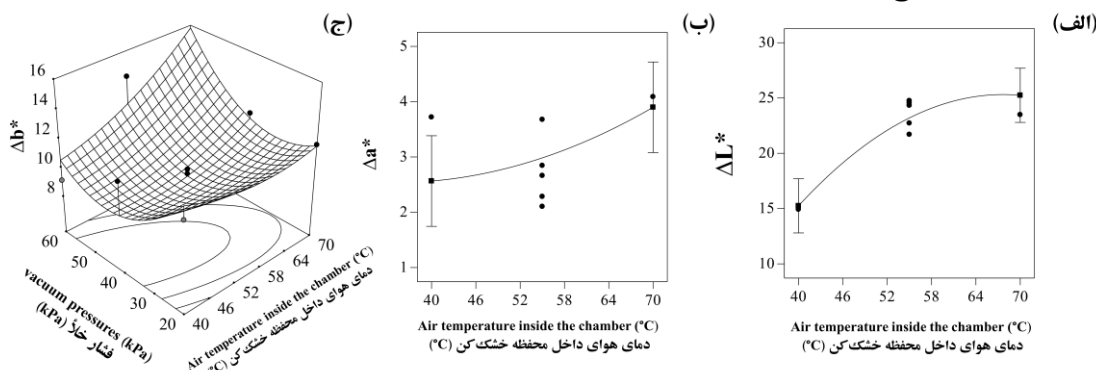 (الف)
ΔL*
30
25
20
15
10
40 46 52 58 64 70
Air temperature inside the chamber (°C)
دمای هوای داخل محفظه خشک‌کن (°C)
(ب)
Δa*
5
4
3
2
1
40 46 52 58 64 70
Air temperature inside the chamber (°C)
دمای هوای داخل محفظه خشک‌کن (°C)
(ج)
Δb*
16
14
12
10
8
60 50 40 30 20
vacuum pressures (kPa)
فشار خلأ (kPa)
40 46 52 58 64 70
Air temperature inside the chamber (°C)
دمای هوای داخل محفظه خشک‌کن (°C)